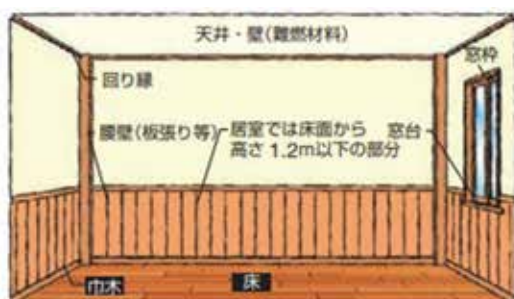 天井・壁(難燃材料)
窓枠
回り縁
腰壁(板張り等)
居室では床面から
高さ1.2m以下の部分
窓台
巾木
床